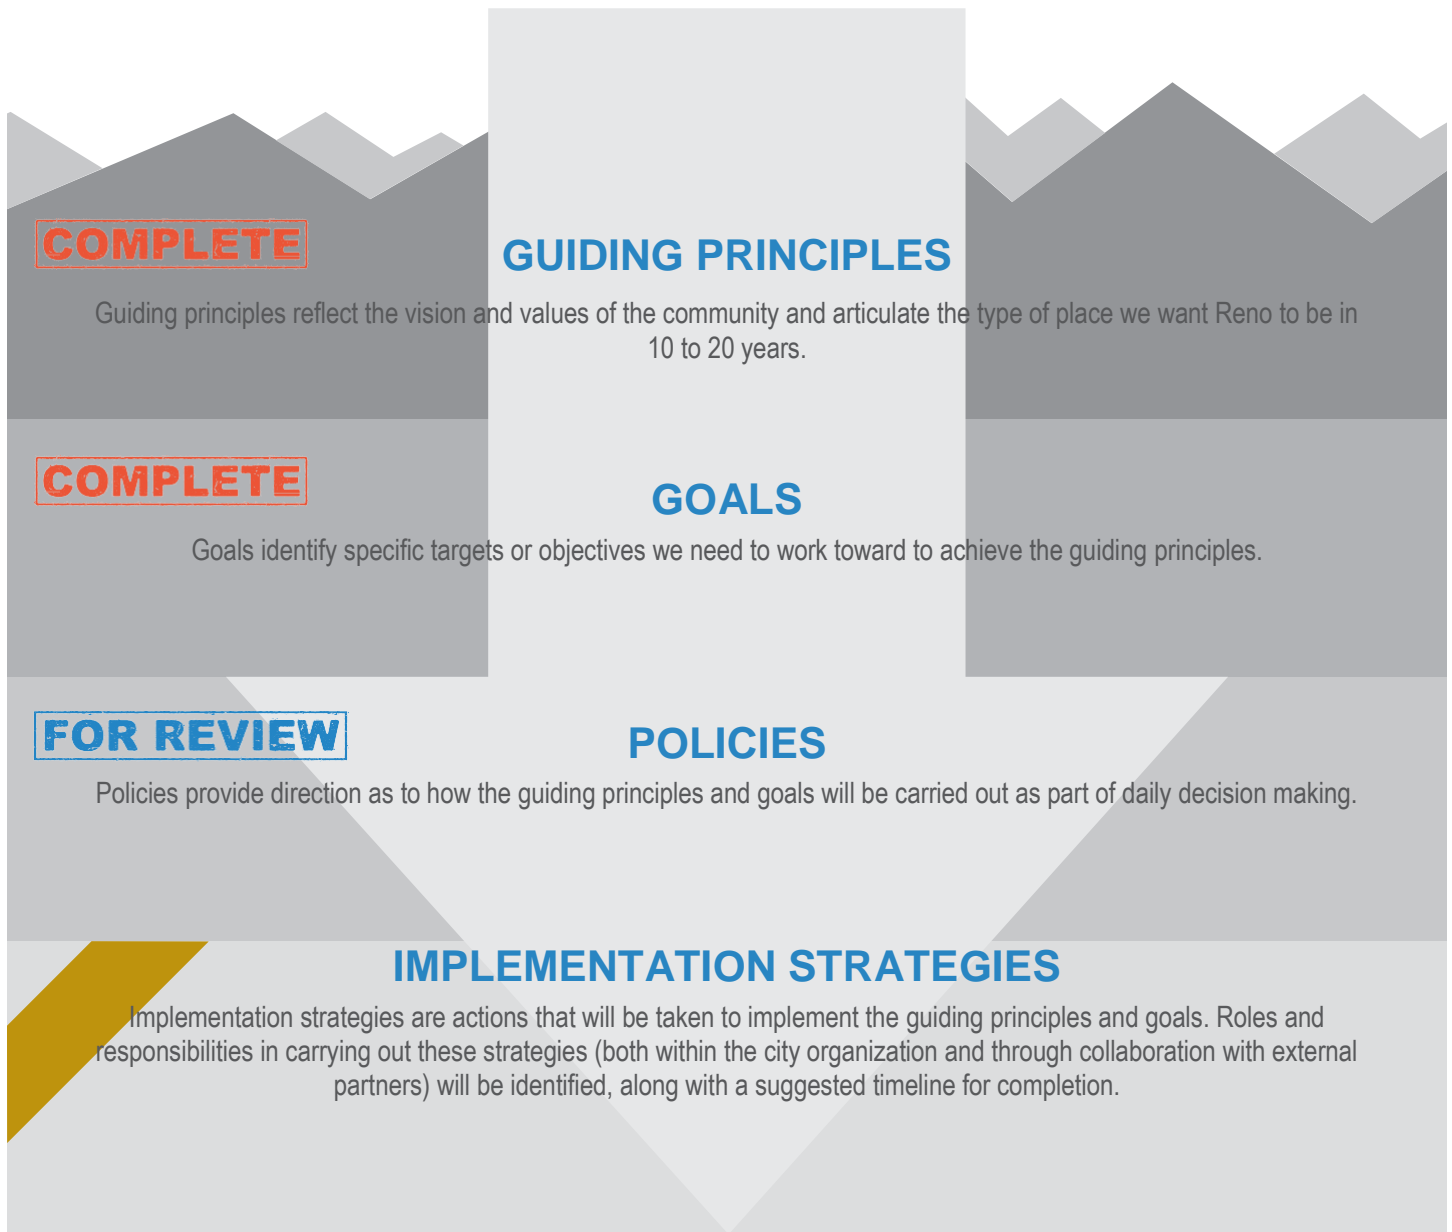 COMPLETE
GUIDING PRINCIPLES
Guiding principles reflect the vision and values of the community and articulate the type of place we want Reno to be in
10 to 20 years.
COMPLETE
GOALS
Goals identify specific targets or objectives we need to work toward to achieve the guiding principles.
FOR REVIEW
POLICIES
Policies provide direction as to how the guiding principles and goals will be carried out as part of daily decision making.
IMPLEMENTATION STRATEGIES
Implementation strategies are actions that will be taken to implement the guiding principles and goals. Roles and
responsibilities in carrying out these strategies (both within the city organization and through collaboration with external
partners) will be identified, along with a suggested timeline for completion.